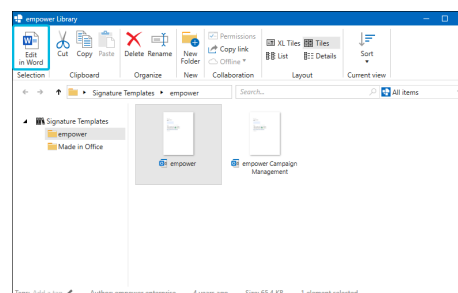 empower Library
Edit in Word
Cut
Copy
Paste
Delete
Rename
New Folder
Permissions
Copy link
Offline
XL Tiles
Tiles
List
Details
Sort
Selection
Clipboard
Organize
New
Collaboration
Layout
Current view
Signature Templates
empower
Search...
All items
Signature Templates
empower
Made in Office
empower
empower Campaign
Management